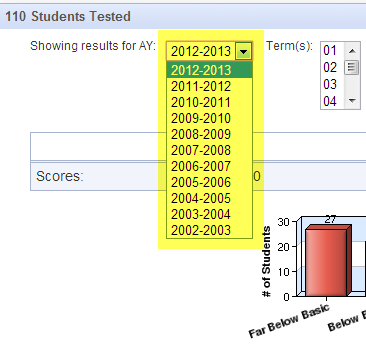 110 Students Tested
Showing results for AY: 2012-2013 Term(s): 01
2012-2013 02
2011-2012 03
2010-2011 04
2009-2010
2008-2009
2007-2008
2006-2007
2005-2006
2004-2005
2003-2004
2002-2003
Scores: 0
# of Students
30
20
10
0
27
Far Below Basic
Below